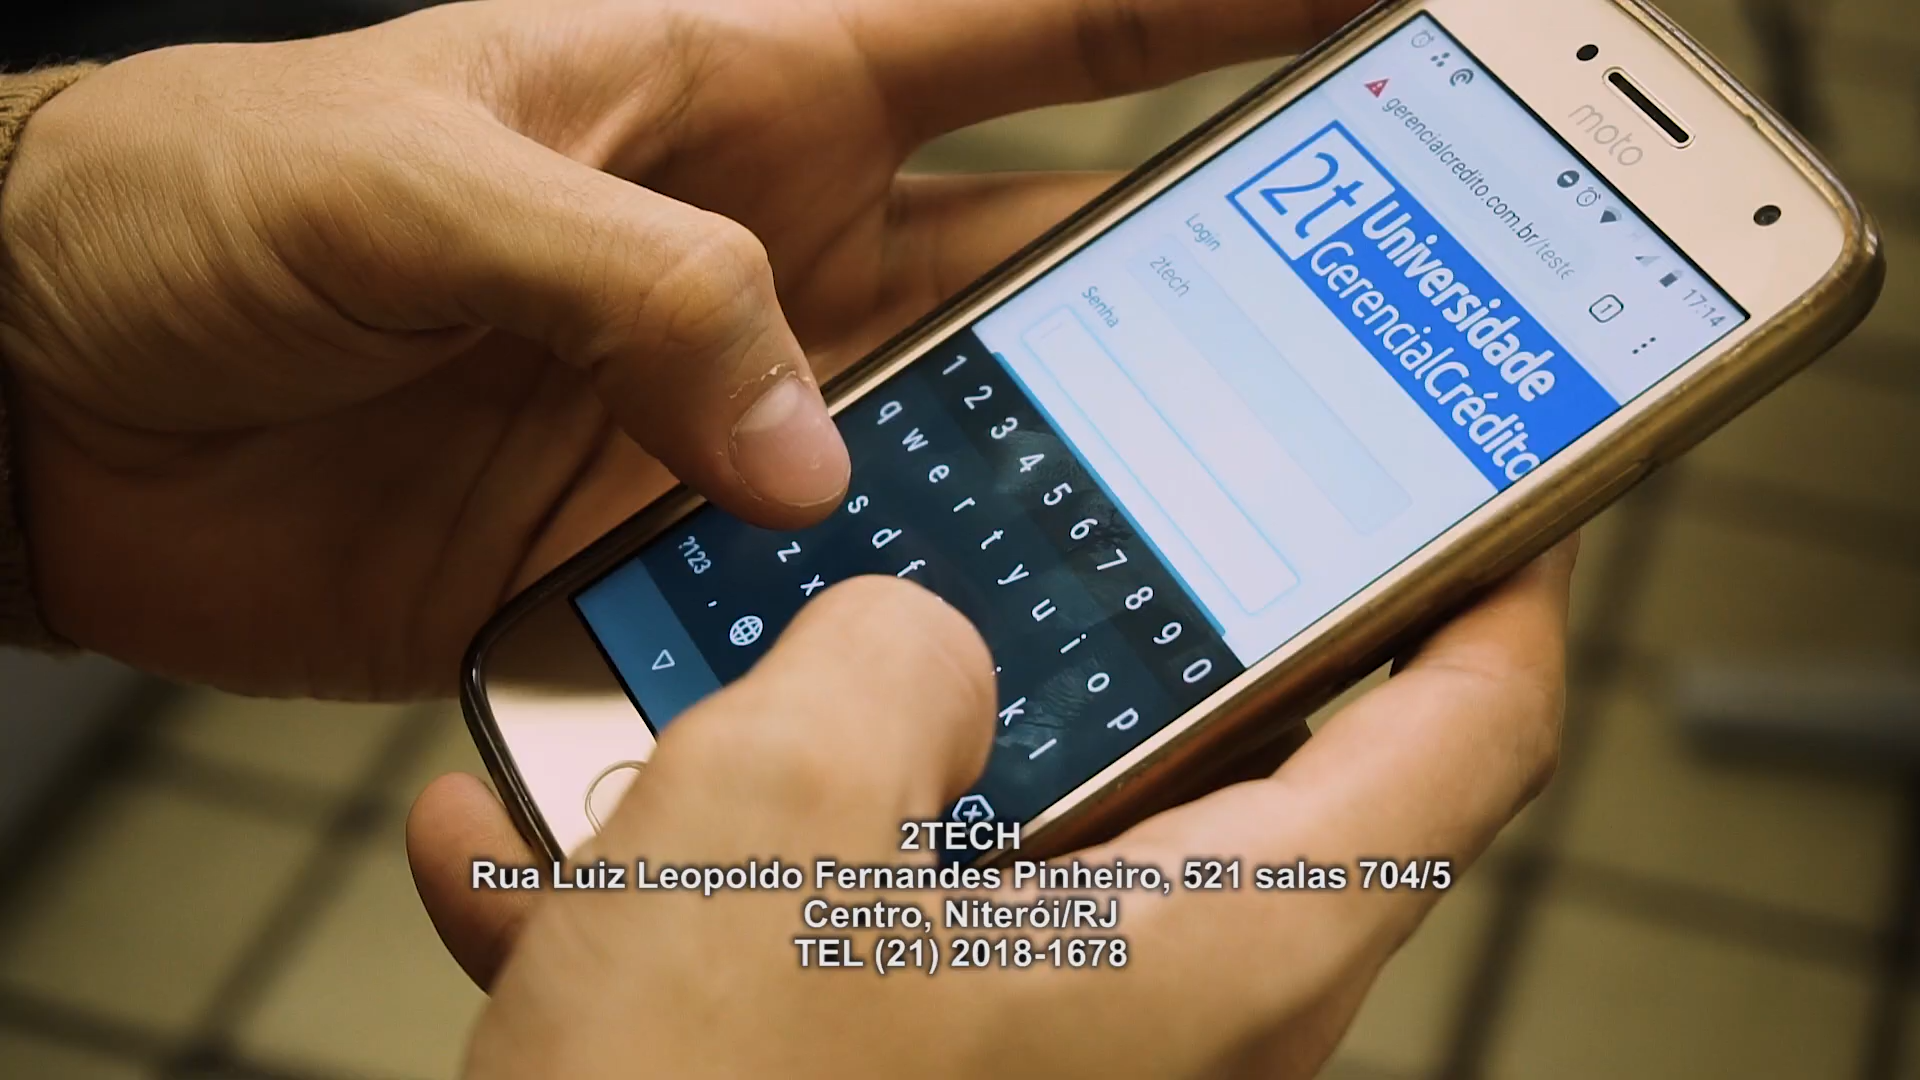 moto
17:14
gerencialcredito.com.br/teste
1
2t Universidade
GerencialCrédito
Login
2tech
Senha
1 2 3 4 5 6 7 8 9 0
q w e r t y u i o p
s d f k l
z x
?123 ,
2TECH
Rua Luiz Leopoldo Fernandes Pinheiro, 521 salas 704/5
Centro, Niterói/RJ
TEL (21) 2018-1678